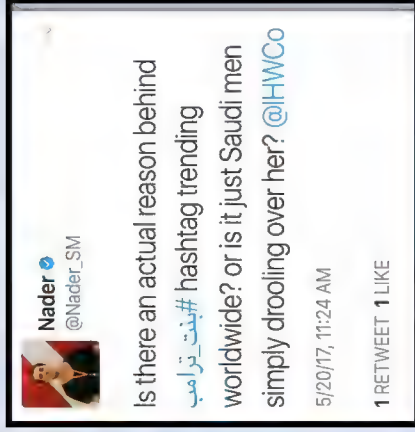 Nader
@Nader_SM
Is there an actual reason behind
#بنت_ترامب hashtag trending
worldwide? or is it just Saudi men
simply drooling over her? @IHWCo
5/20/17, 11:24 AM
1 RETWEET 1 LIKE